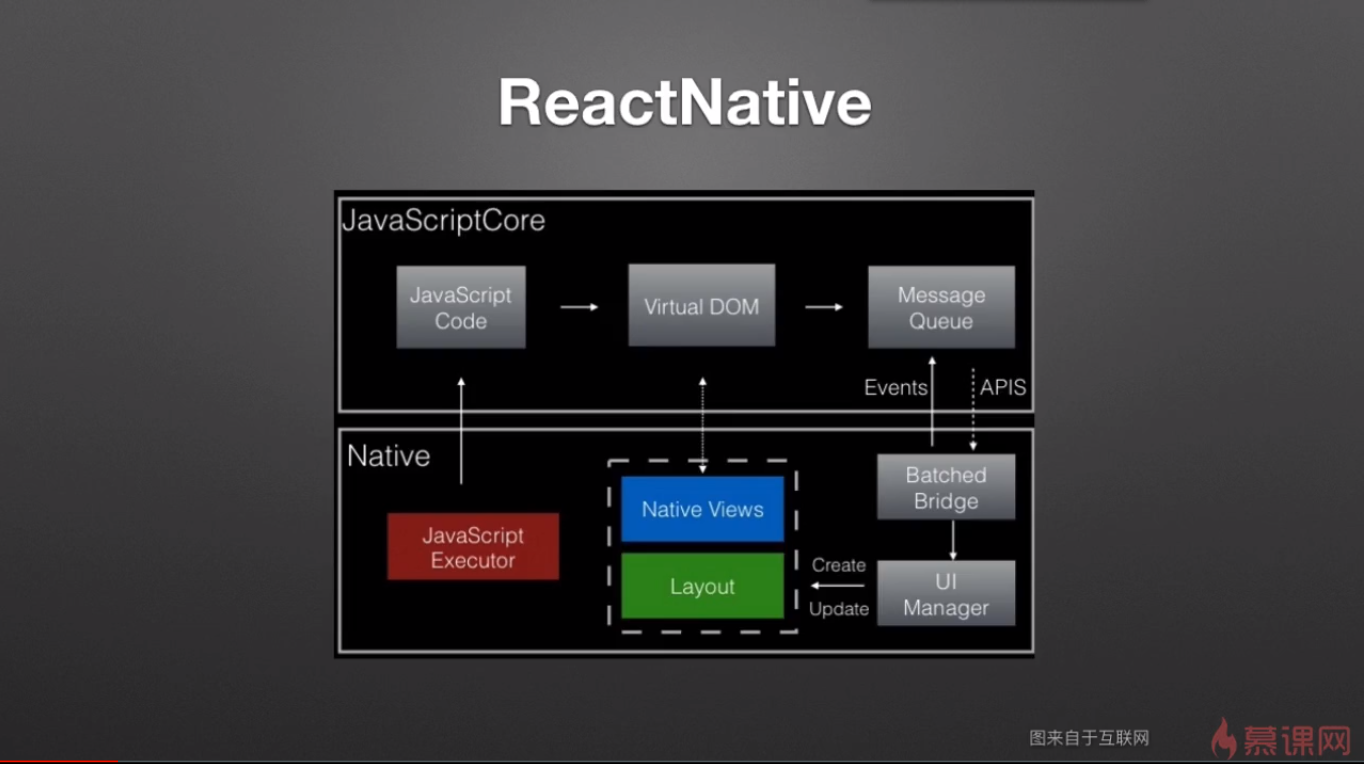 ReactNative
JavaScriptCore
JavaScript
Code
Virtual DOM
Message
Queue
Events
APIS
Native
JavaScript
Executor
Native Views
Layout
Create
Update
Batched
Bridge
UI
Manager
图来自于互联网
慕课网